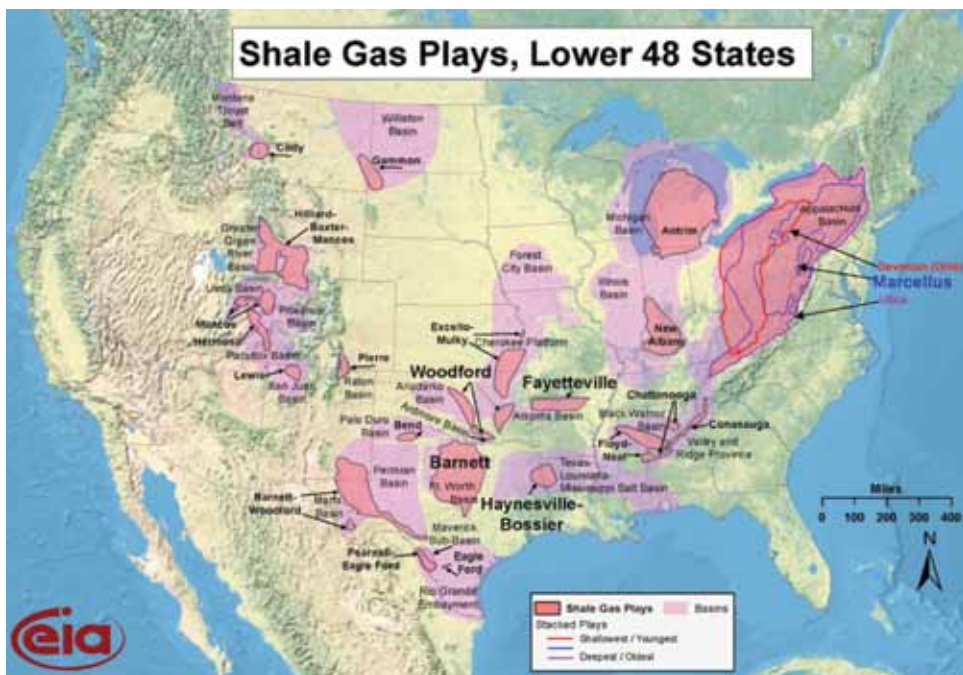 Shale Gas Plays, Lower 48 States
Montana
Thrust
Belt
Cody
Williston
Basin
Gammon
Hilliard-
Baxter-
Mancos
Greater
Green
River
Basin
Uinta Basin
Piceance
Basin
Mancos
Hermosa
Paradox Basin
Lewis
San Juan
Basin
Pierre
Raton
Basin
Forest
City Basin
Excello-
Mulky
Cherokee Platform
Woodford
Anadarko
Basin
Ardmore Basin
Palo Duro
Basin
Bend
Fayetteville
Arkoma Basin
Michigan
Basin
Antrim
Illinois
Basin
New
Albany
Appalachian
Basin
Devonian (Ohio)
Marcellus
Utica
Chattanooga
Black Warrior
Basin
Conasauga
Floyd-
Neal
Valley and
Ridge Province
Barnett
Ft. Worth
Basin
Permian
Basin
Barnett-
Woodford
Marfa
Basin
Haynesville-
Bossier
Texas-
Louisiana-
Mississippi Salt Basin
Maverick
Sub-Basin
Pearsall-
Eagle Ford
Eagle
Ford
Rio Grande
Embayment
Miles
0 100 200 300 400
N
Shale Gas Plays
Basins
Stacked Plays
Shallowest / Youngest
Deepest / Oldest
eia